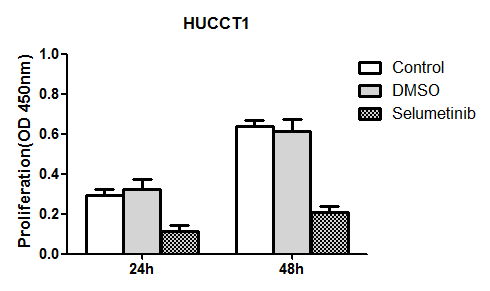 HUCCT1
Proliferation(OD 450nm)
1.0
0.8
0.6
0.4
0.2
0.0
24h
48h
Control
DMSO
Selumetinib